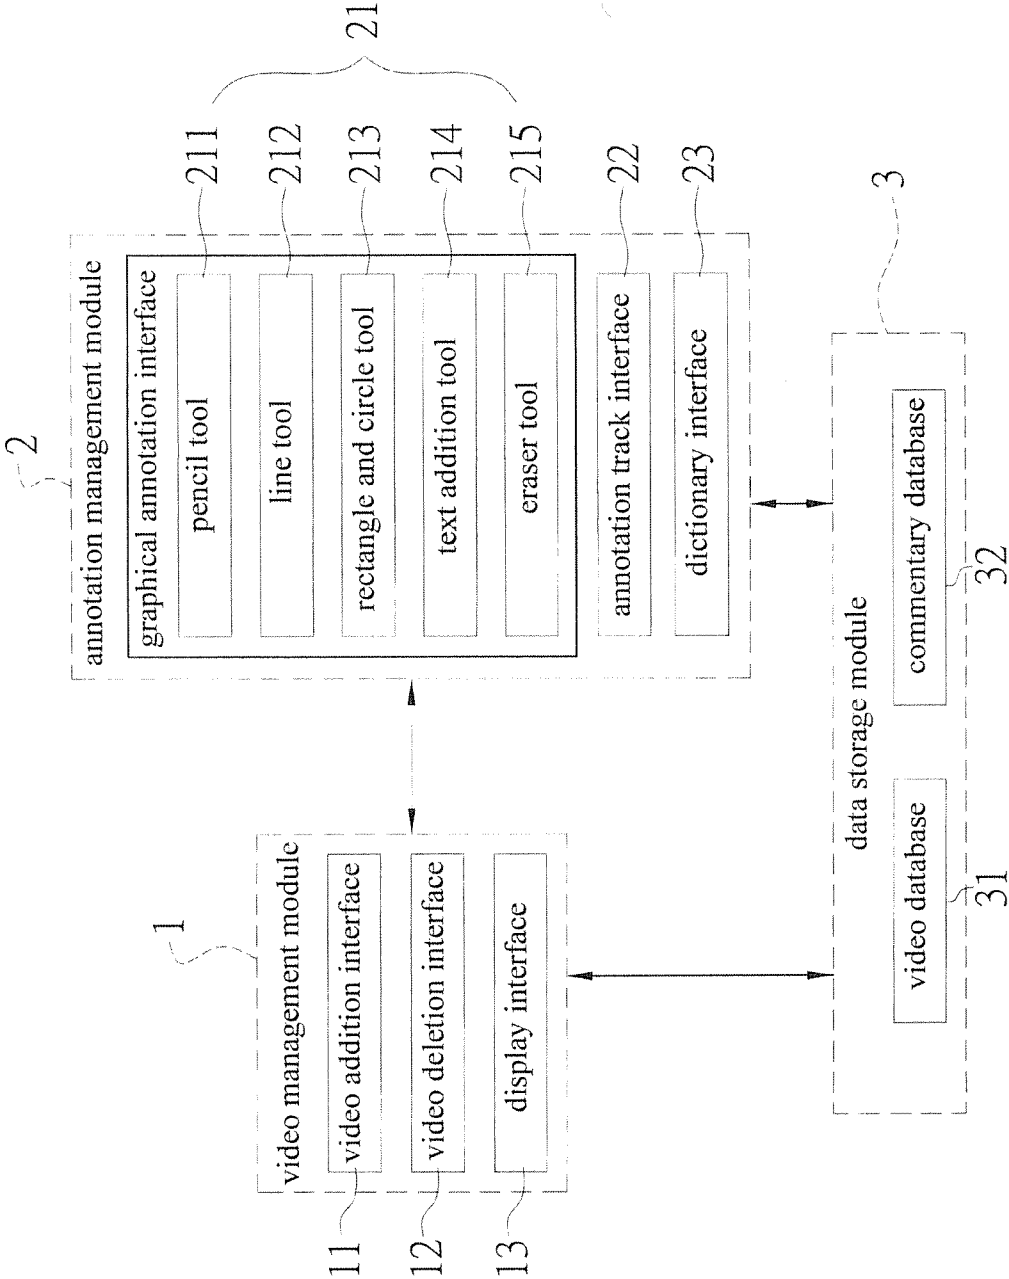 2
annotation management module
graphical annotation interface
pencil tool
211
line tool
212
rectangle and circle tool
213
text addition tool
214
eraser tool
215
21
annotation track interface
22
dictionary interface
23
1
video management module
video addition interface
11
video deletion interface
12
display interface
13
3
data storage module
video database
31
commentary database
32